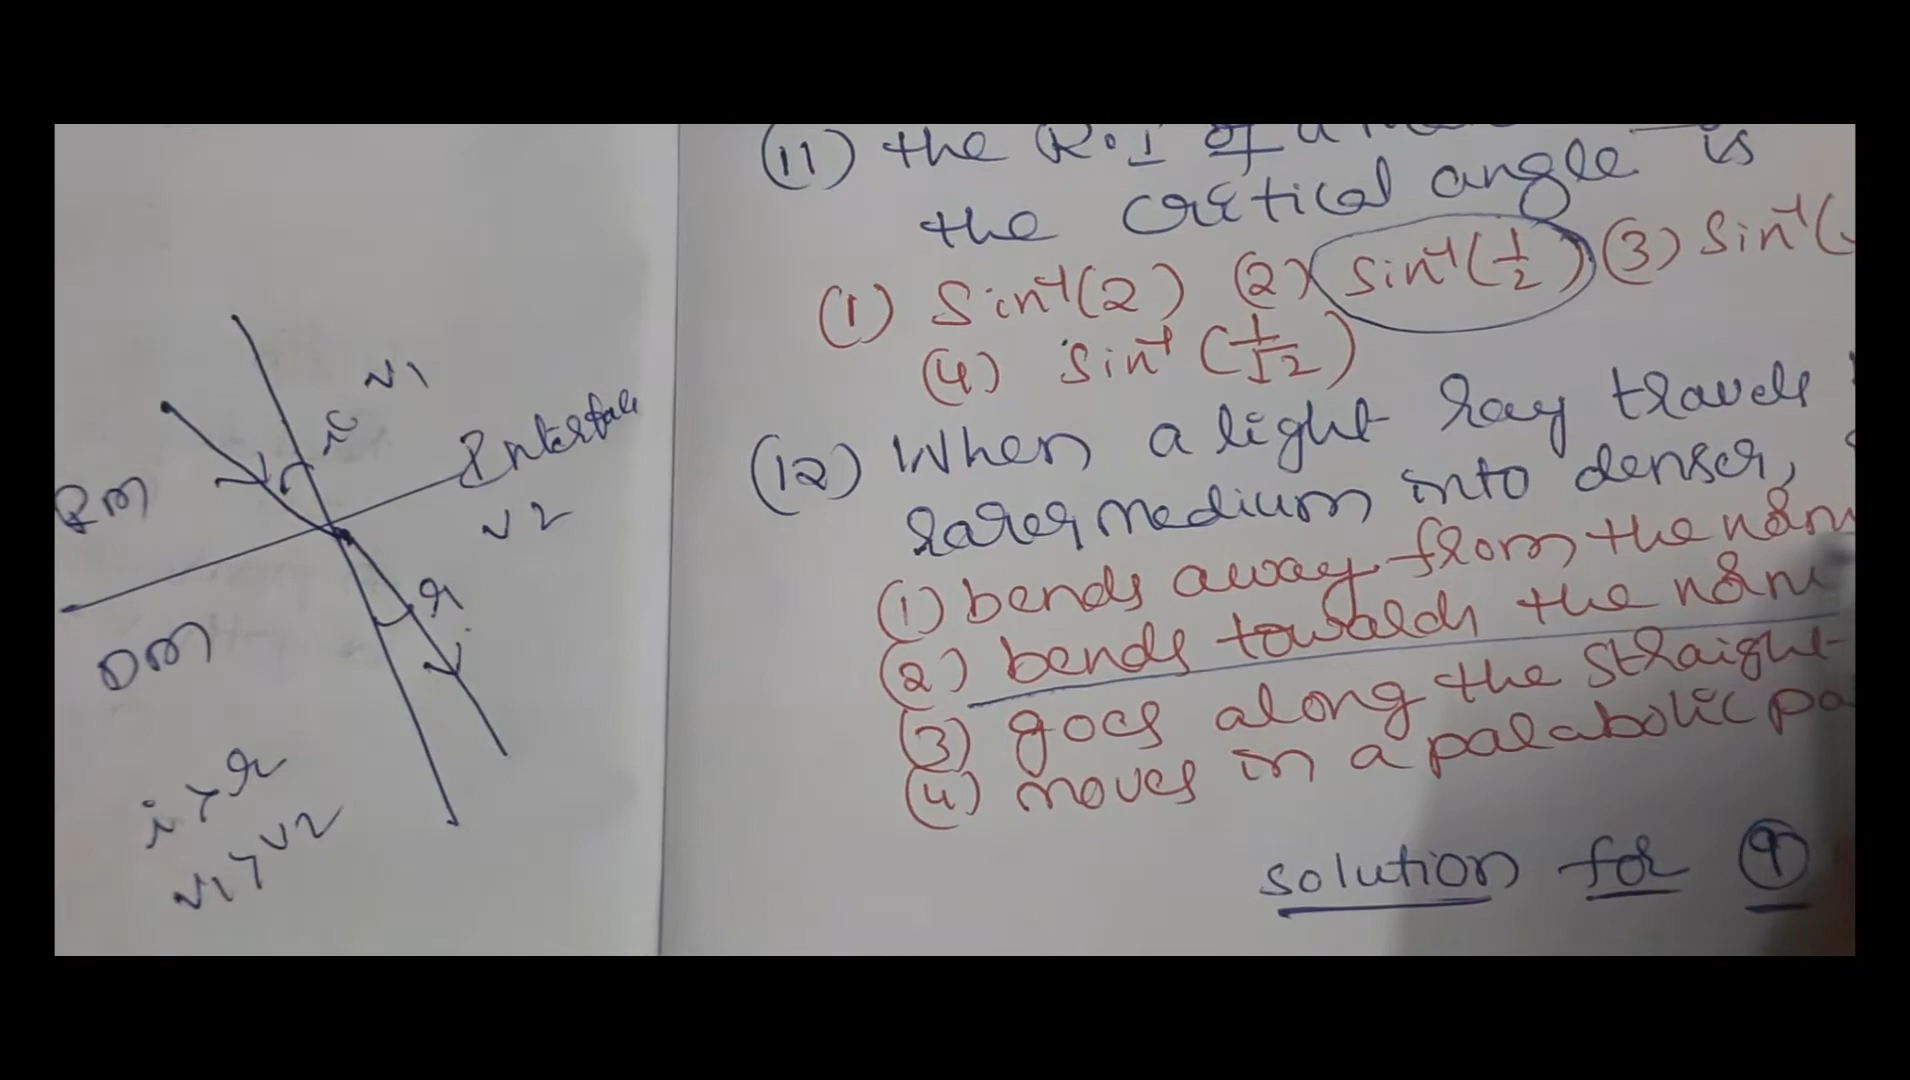 v1
i
Interface
Rm
v2
r
Dm
i > r
v1 > v2
(11) the R.I of a
the critical angle is
(1) Sin⁻¹(2) (2) Sin⁻¹(1/2) (3) Sin⁻¹(
(4) Sin⁻¹(1/√2)
(12) When a light ray travels
rarer medium into denser,
(1) bends away from the norm
(2) bends towards the norm
(3) goes along the straight
(4) moves in a parabolic pa
solution for 9